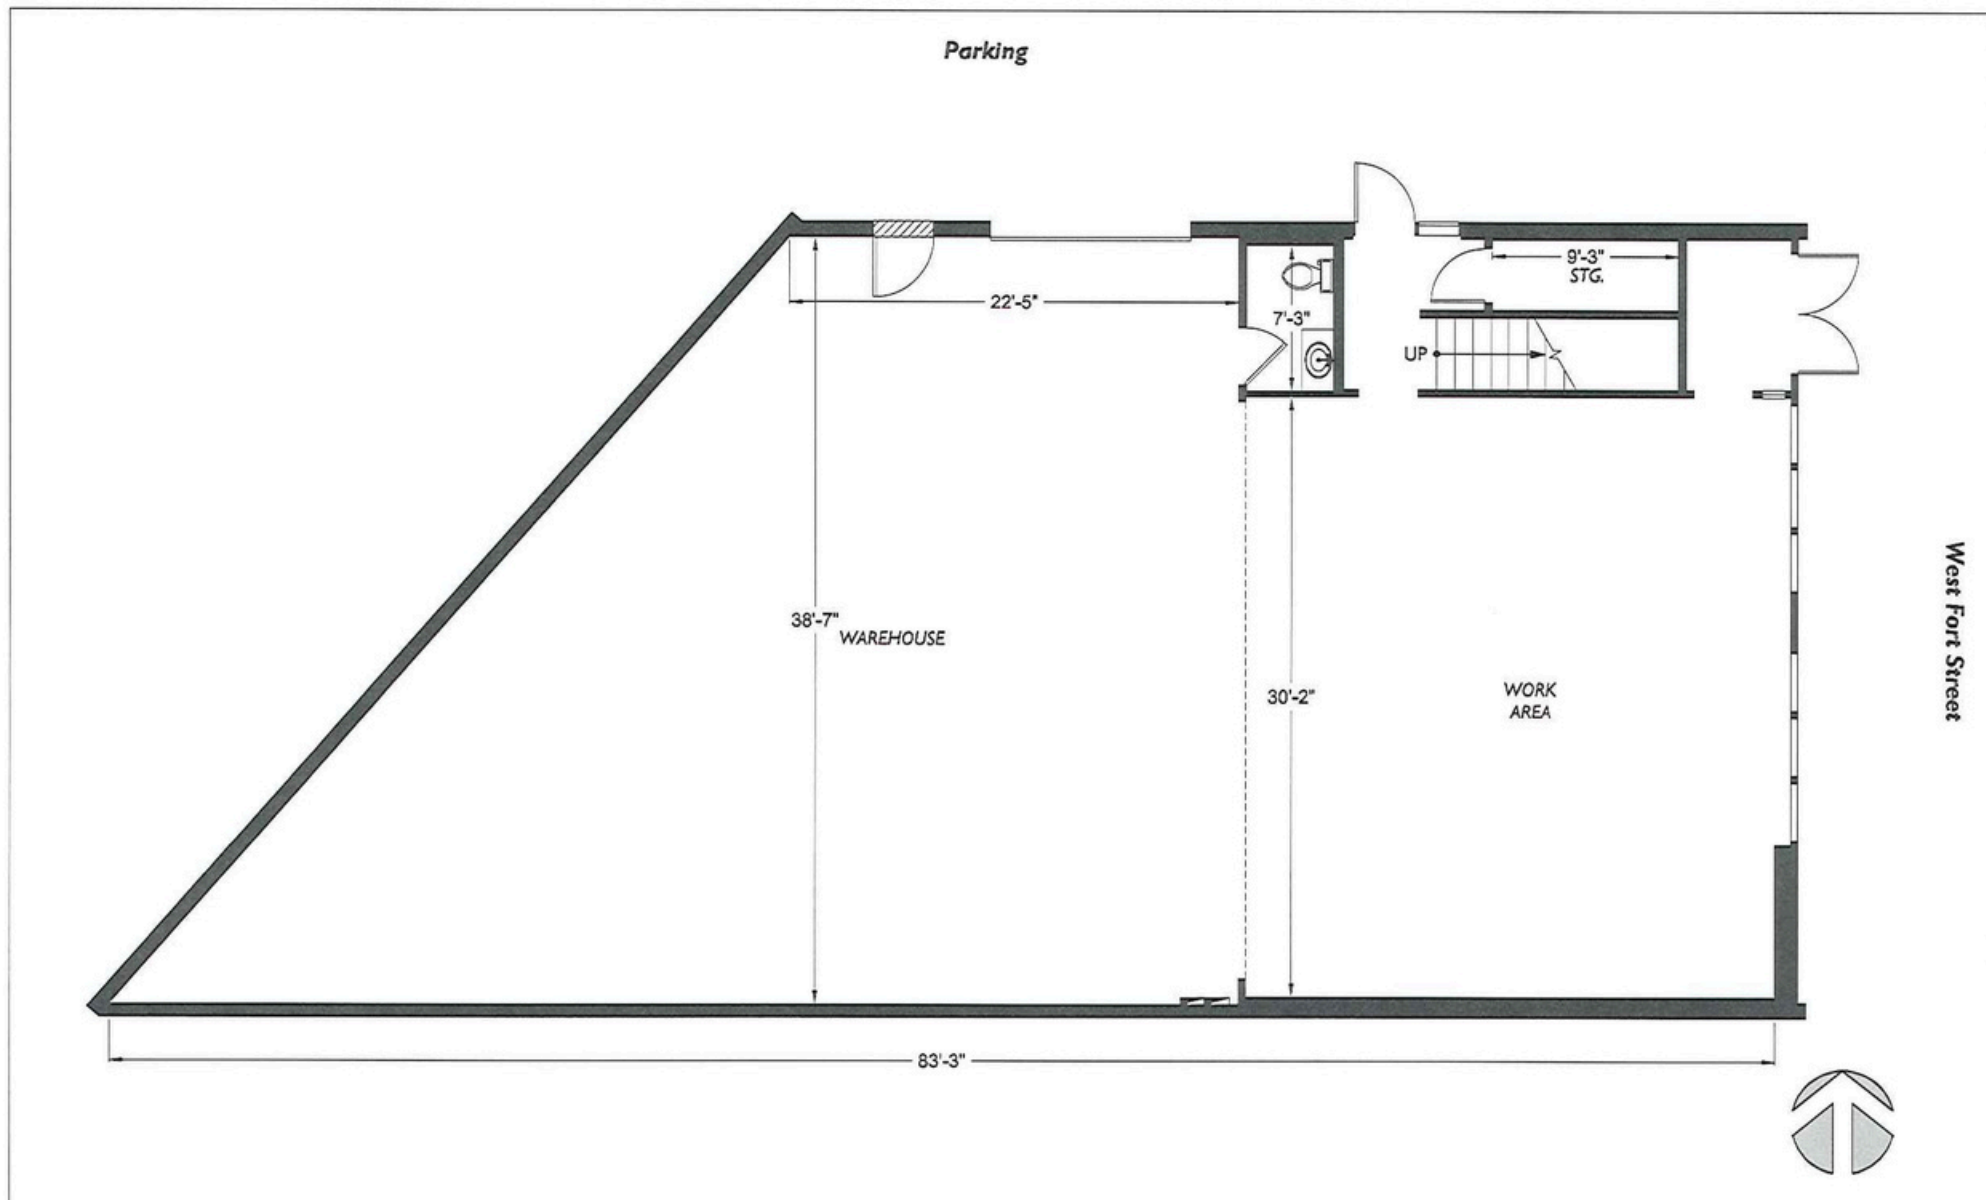 Parking
9'-3"
STG.
22'-5"
7'-3"
UP
38'-7"
WAREHOUSE
30'-2"
WORK
AREA
West Fort Street
83'-3"